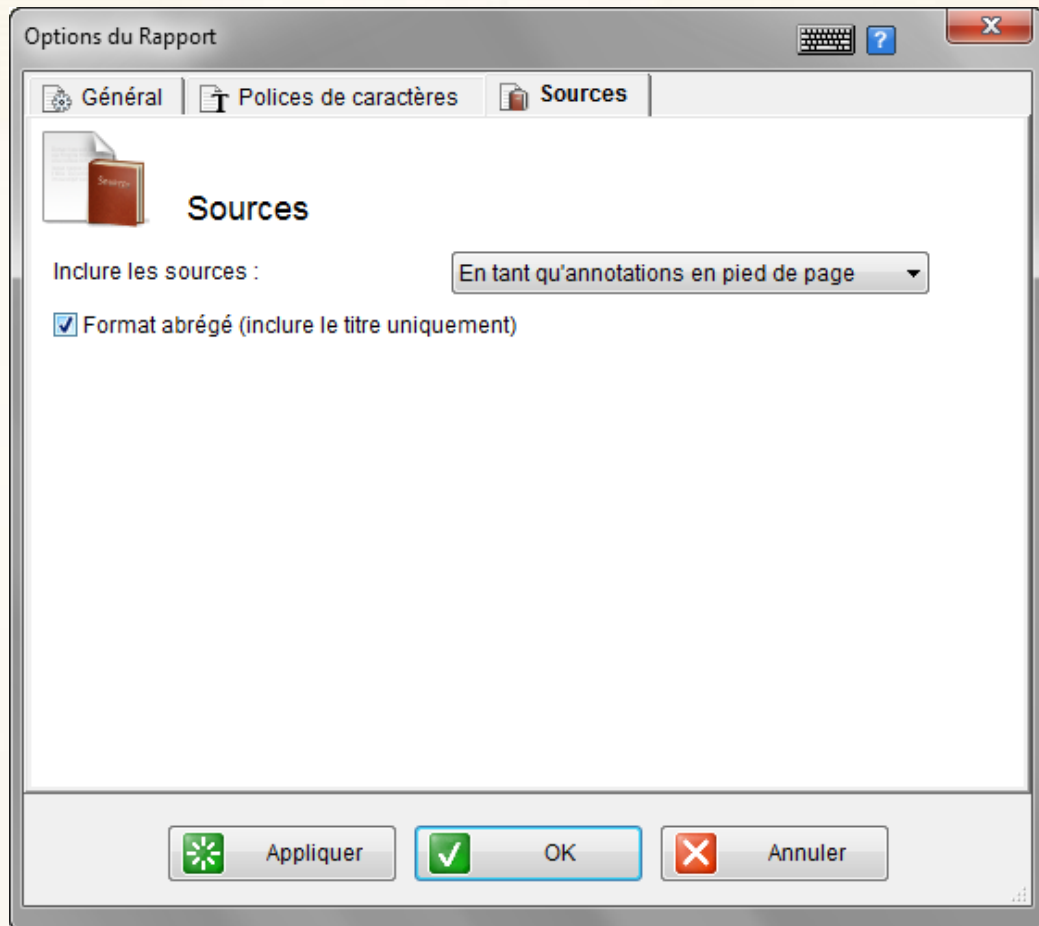 Options du Rapport
?
Général
Polices de caractères
Sources
Sources
Inclure les sources :
En tant qu'annotations en pied de page
Format abrégé (inclure le titre uniquement)
Appliquer
OK
Annuler